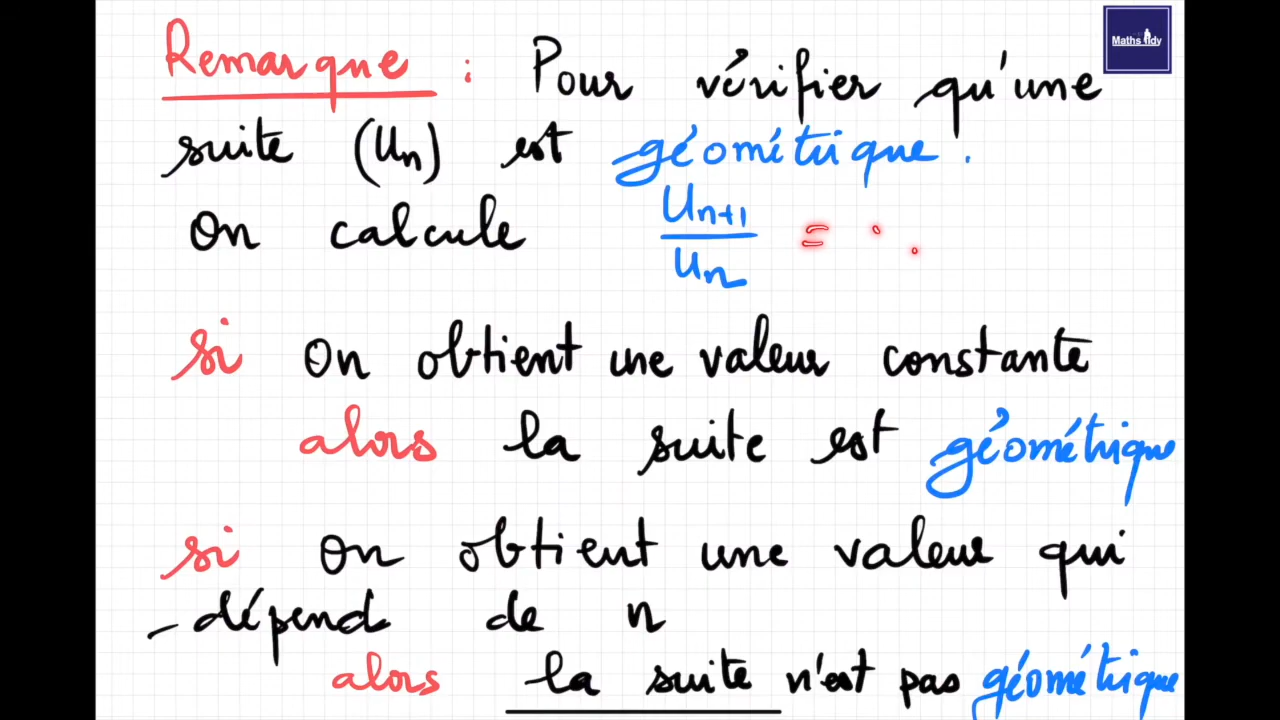 Maths Idy
Remarque : Pour vérifier qu'une
suite (Un) est géométrique.
On calcule Un+1/Un = . .
si On obtient une valeur constante
alors la suite est géométrique
si On obtient une valeur qui
dépend de n
alors la suite n'est pas géométrique